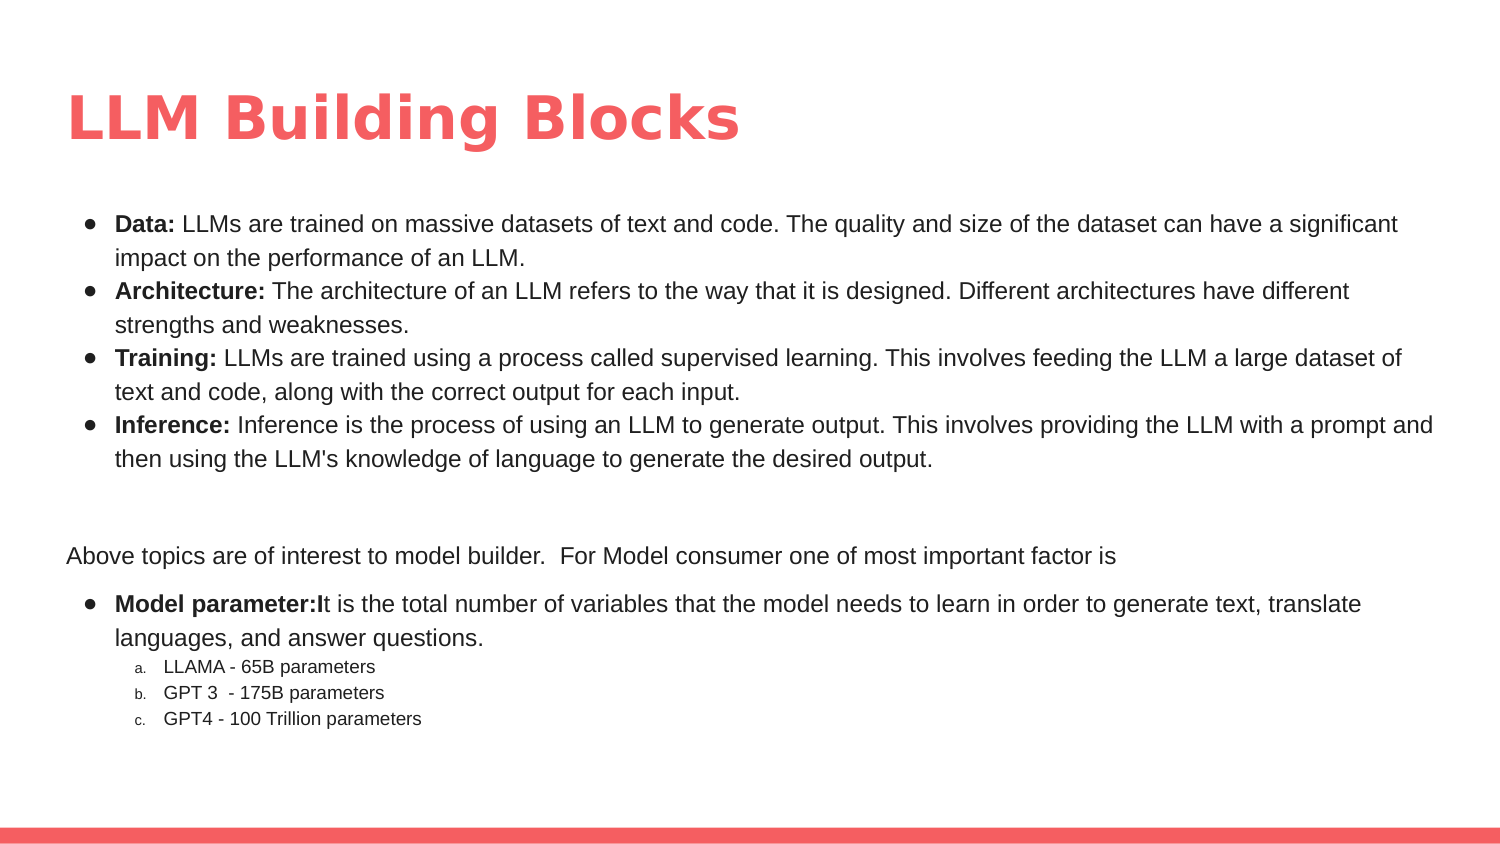 LLM Building Blocks
● Data: LLMs are trained on massive datasets of text and code. The quality and size of the dataset can have a significant
impact on the performance of an LLM.
● Architecture: The architecture of an LLM refers to the way that it is designed. Different architectures have different
strengths and weaknesses.
● Training: LLMs are trained using a process called supervised learning. This involves feeding the LLM a large dataset of
text and code, along with the correct output for each input.
● Inference: Inference is the process of using an LLM to generate output. This involves providing the LLM with a prompt and
then using the LLM's knowledge of language to generate the desired output.
Above topics are of interest to model builder.  For Model consumer one of most important factor is
● Model parameter:It is the total number of variables that the model needs to learn in order to generate text, translate
languages, and answer questions.
a. LLAMA - 65B parameters
b. GPT 3  - 175B parameters
c. GPT4 - 100 Trillion parameters